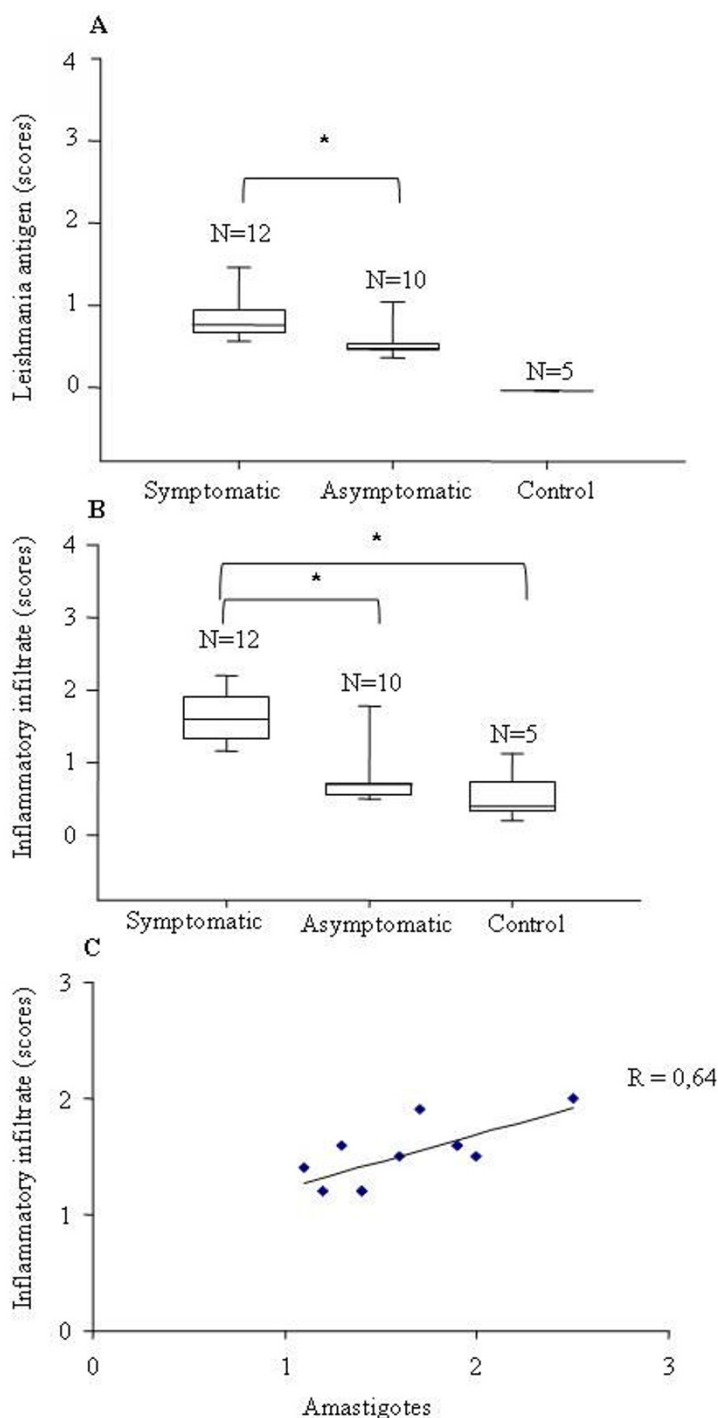 A
Leishmania antigen (scores)
4
3
2
1
0
*
N=12
N=10
N=5
Symptomatic
Asymptomatic
Control
B
Inflammatory infiltrate (scores)
4
3
2
1
0
*
*
N=12
N=10
N=5
Symptomatic
Asymptomatic
Control
C
Inflammatory infiltrate (scores)
3
2
1
0
R = 0,64
0
1
2
3
Amastigotes